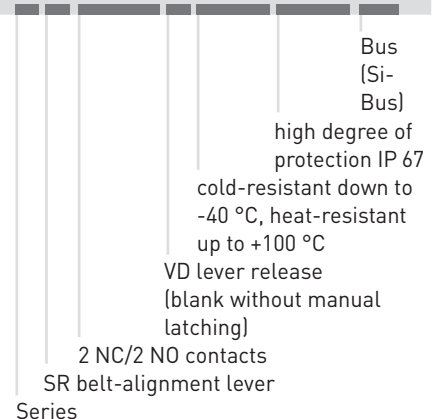 Bus
(Si-
Bus)
high degree of
protection IP 67
cold-resistant down to
-40 °C, heat-resistant
up to +100 °C
VD lever release
(blank without manual
latching)
2 NC/2 NO contacts
SR belt-alignment lever
Series